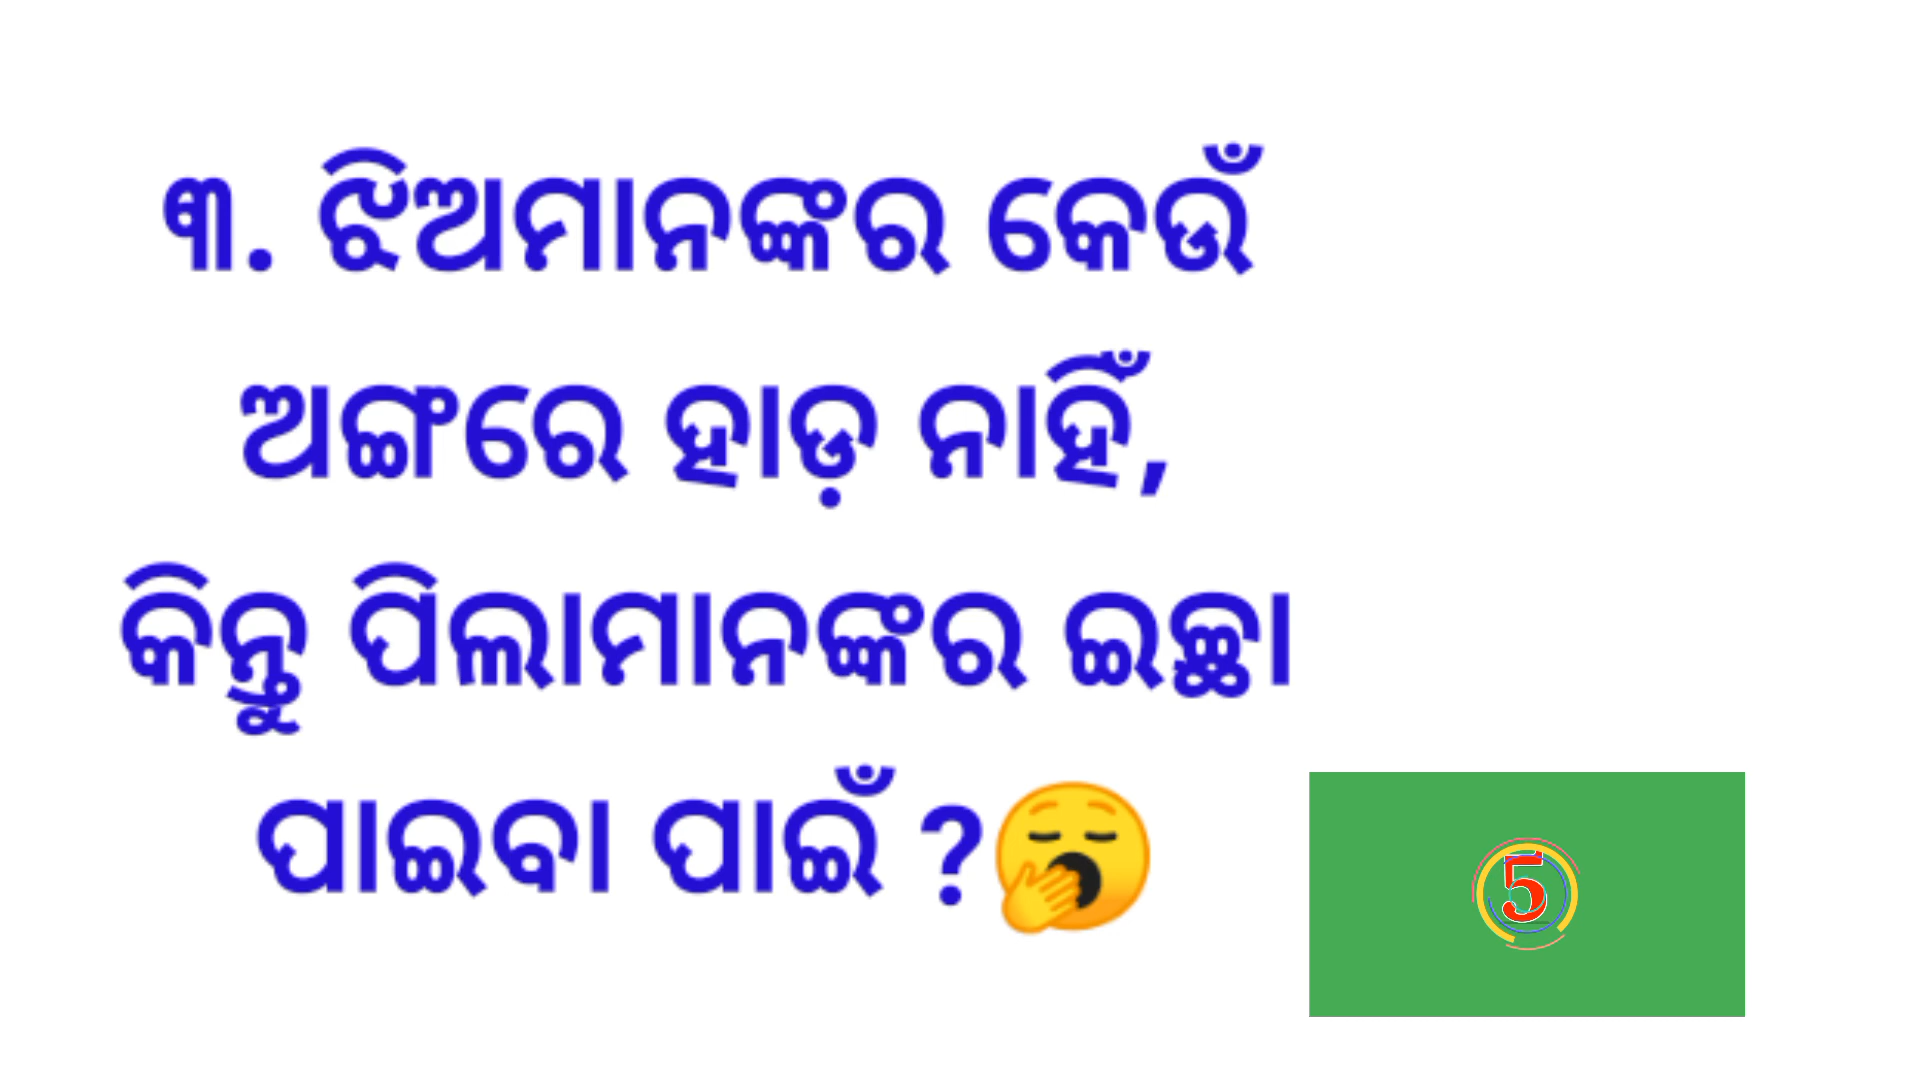 ୩. ଝିଅମାନଙ୍କର କେଉଁ
ଅଙ୍ଗରେ ହାଡ଼ ନାହିଁ,
କିନ୍ତୁ ପିଲାମାନଙ୍କର ଇଚ୍ଛା
ପାଇବା ପାଇଁ ?🥱
5